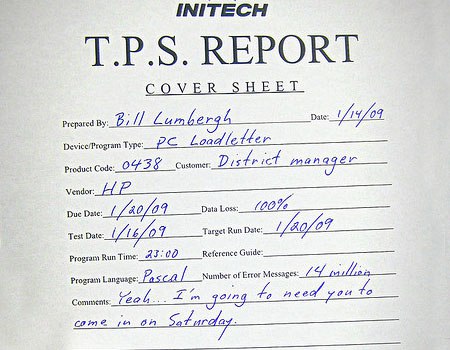 INITECH
T.P.S. REPORT
COVER SHEET
Prepared By: Bill Lumbergh Date: 1/14/09
Device/Program Type: PC Loadletter
Product Code: 0438 Customer: District manager
Vendor: HP
Due Date: 1/20/09 Data Loss: 100%
Test Date: 1/16/09 Target Run Date: 1/20/09
Program Run Time: 23:00 Reference Guide:
Program Language: Pascal Number of Error Messages: 14 million
Comments: Yeah... I'm going to need you to
come in on Saturday.